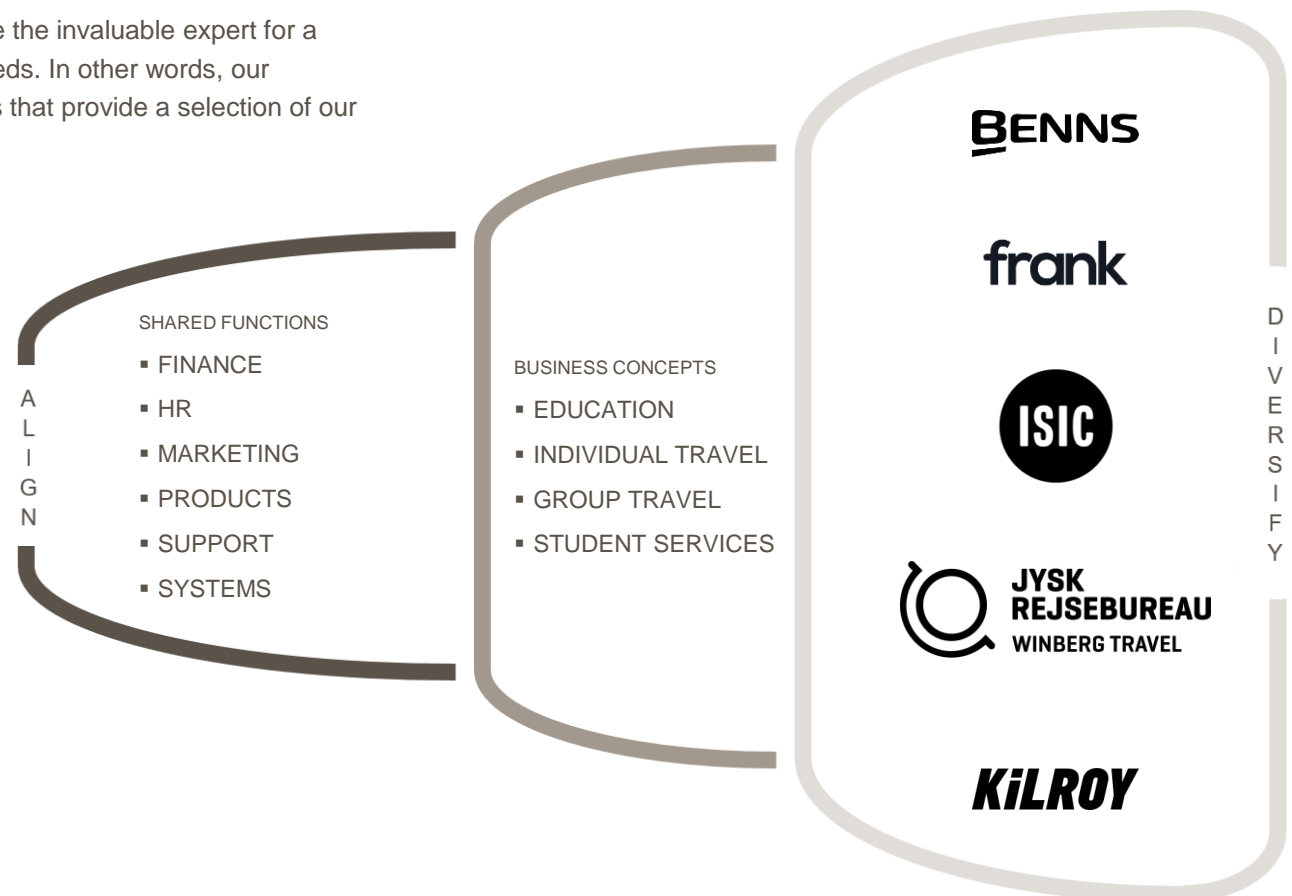 e the invaluable expert for a
eds. In other words, our
s that provide a selection of our
ALIGN
SHARED FUNCTIONS
▪ FINANCE
▪ HR
▪ MARKETING
▪ PRODUCTS
▪ SUPPORT
▪ SYSTEMS
BUSINESS CONCEPTS
▪ EDUCATION
▪ INDIVIDUAL TRAVEL
▪ GROUP TRAVEL
▪ STUDENT SERVICES
BENNS
frank
ISIC
JYSK
REJSEBUREAU
WINBERG TRAVEL
KiLROY
DIVERSIFY